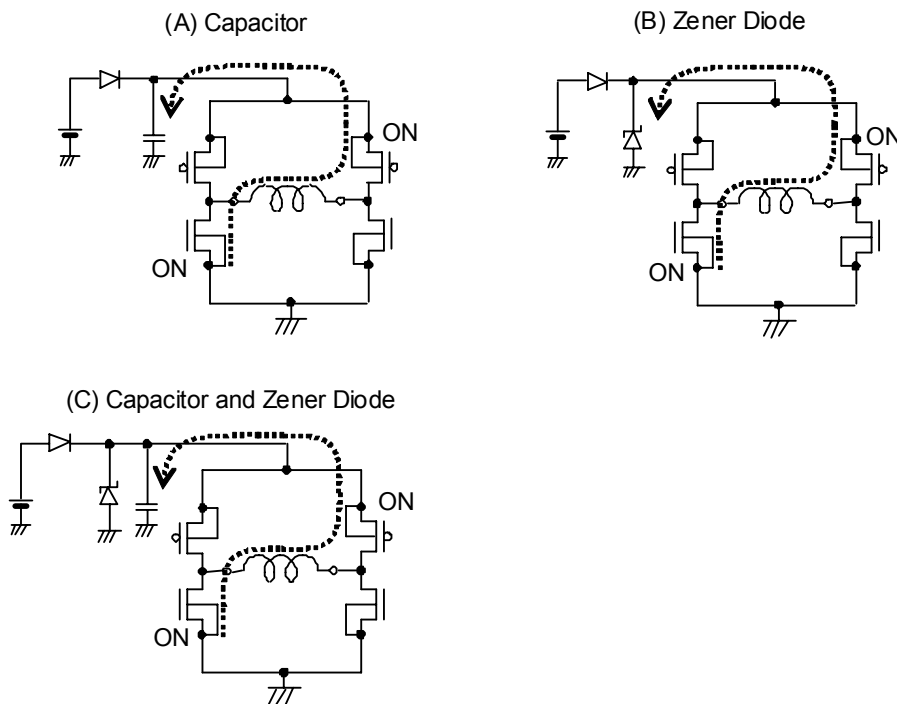 (A) Capacitor
(B) Zener Diode
ON
ON
ON
ON
(C) Capacitor and Zener Diode
ON
ON